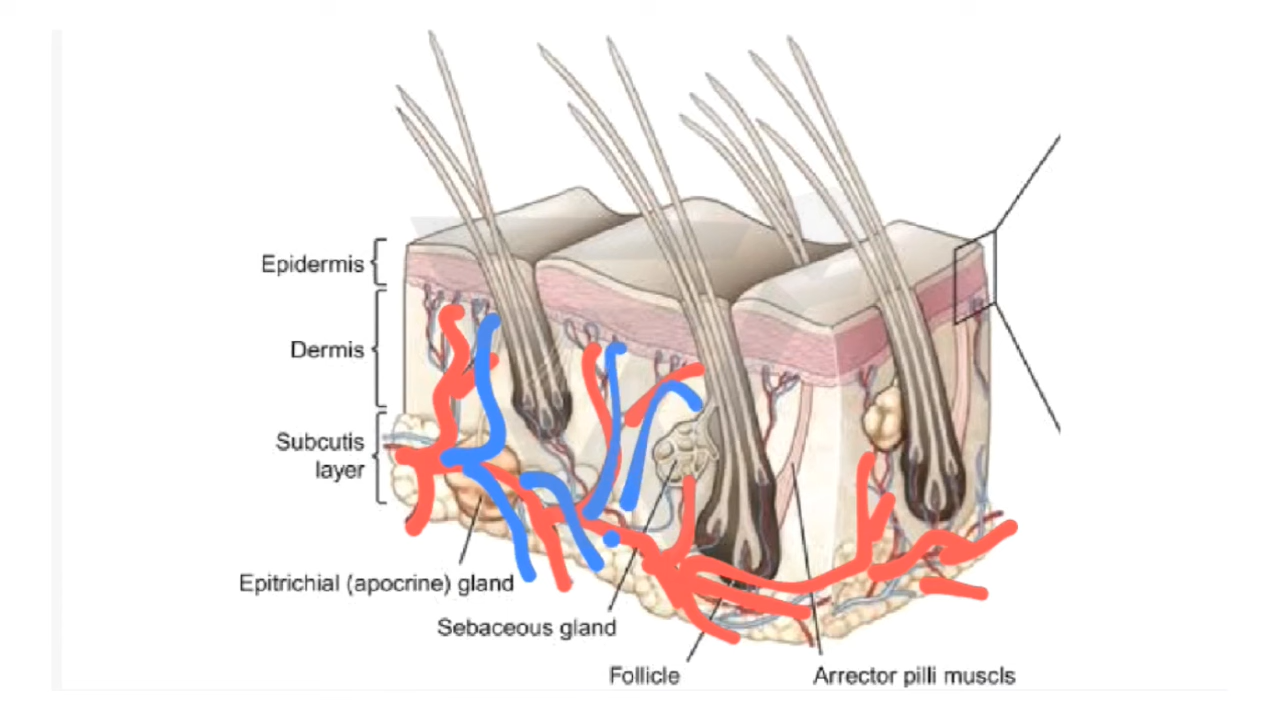 Epidermis
Dermis
Subcutis
layer
Epitrichial (apocrine) gland
Sebaceous gland
Follicle
Arrector pilli muscls